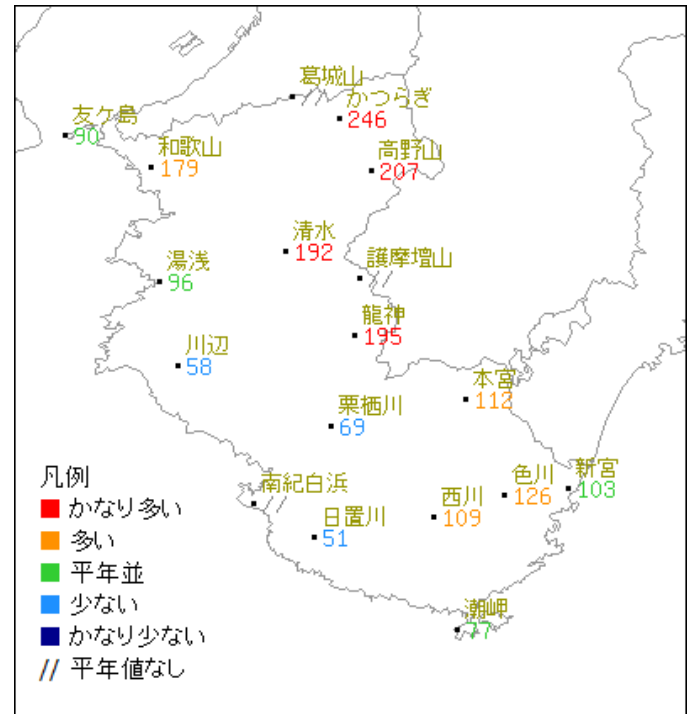 葛城山
//
かつらぎ
246
友ケ島
90
和歌山
179
高野山
207
清水
192
護摩壇山
//
湯浅
96
龍神
195
川辺
58
本宮
112
栗栖川
69
南紀白浜
//
日置川
51
西川
109
色川
126
新宮
103
潮岬
77
凡例
かなり多い
多い
平年並
少ない
かなり少ない
// 平年値なし